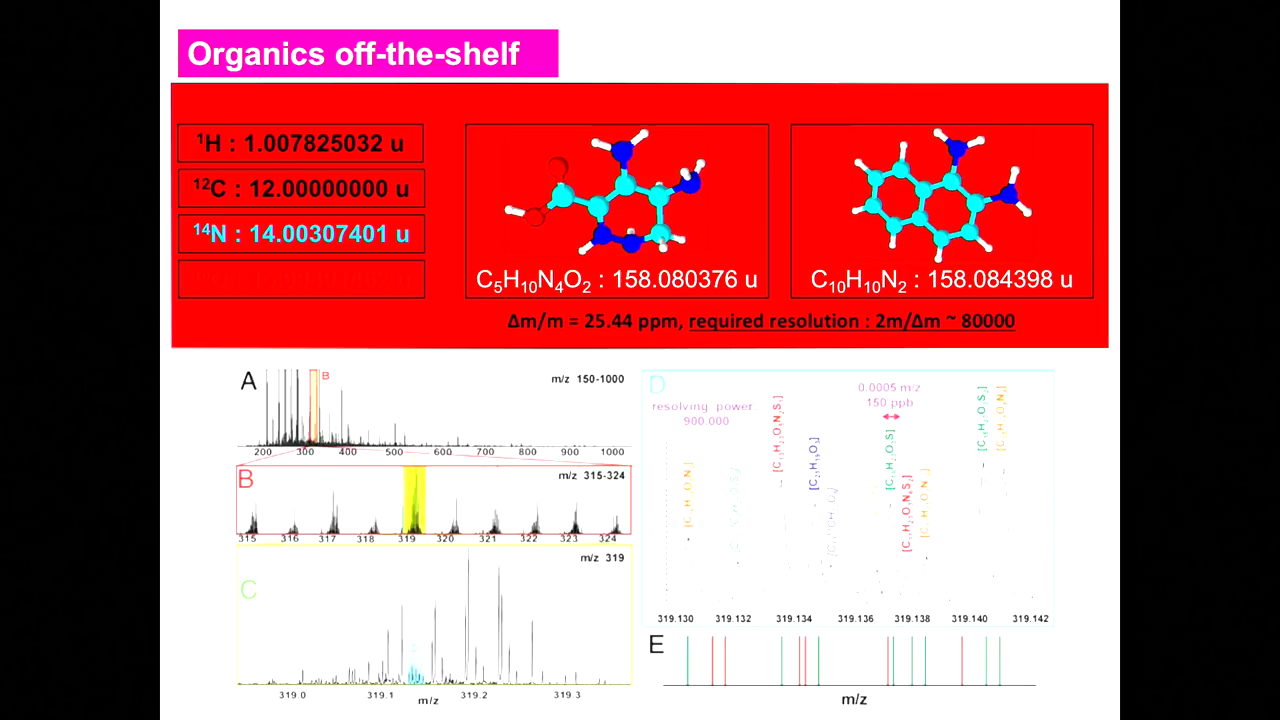 Organics off-the-shelf
¹H : 1.007825032 u
¹²C : 12.00000000 u
¹⁴N : 14.00307401 u
C₅H₁₀N₄O₂ : 158.080376 u
C₁₀H₁₀N₂ : 158.084398 u
Δm/m = 25.44 ppm, required resolution : 2m/Δm ~ 80000
A
B
m/z 150-1000
200 300 400 500 600 700 800 900 1000
B
m/z 315-324
315 316 317 318 319 320 321 322 323 324
C
m/z 319
319.0 319.1 319.2 319.3
m/z
D
resolving power
900.000
0.0005 m/z
150 ppb
319.130 319.132 319.134 319.136 319.138 319.140 319.142
E
m/z